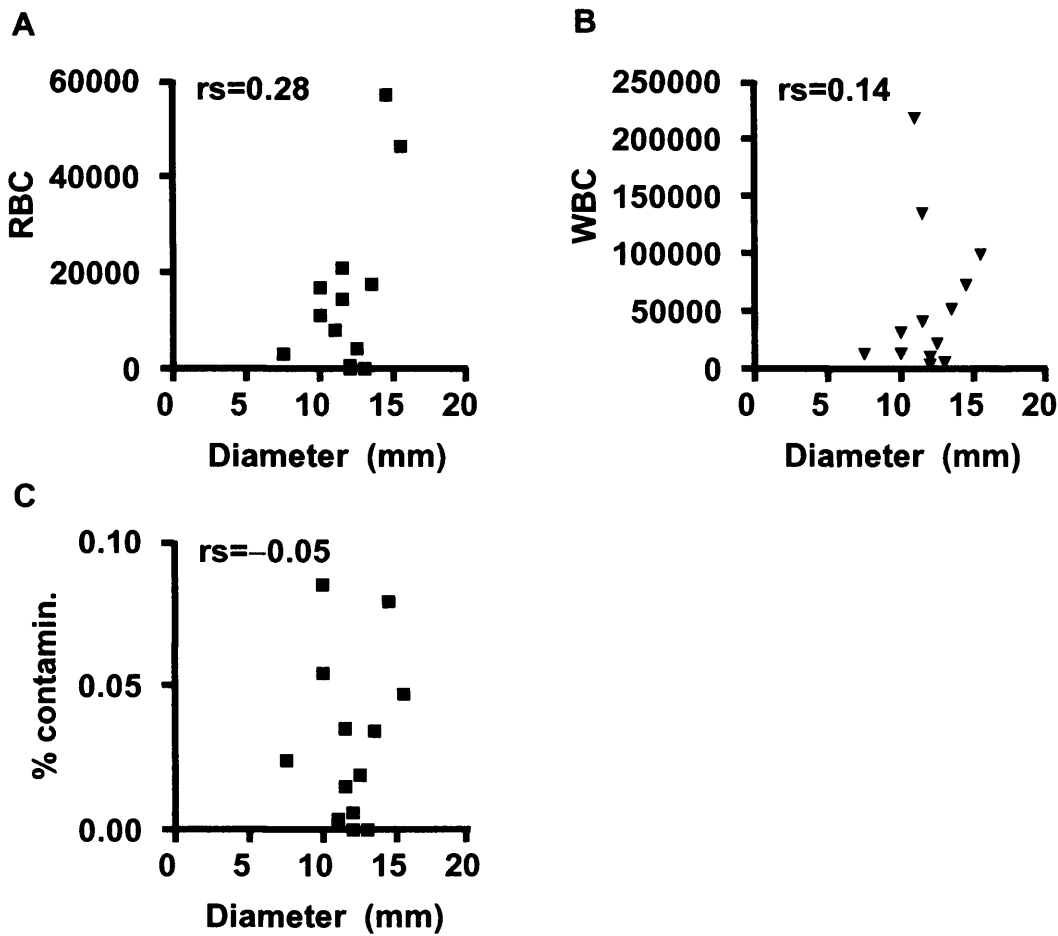 A
rs=0.28
60000
40000
20000
0
RBC
0 5 10 15 20
Diameter (mm)
B
rs=0.14
250000
200000
150000
100000
50000
0
WBC
0 5 10 15 20
Diameter (mm)
C
rs=−0.05
0.10
0.05
0.00
% contamin.
0 5 10 15 20
Diameter (mm)